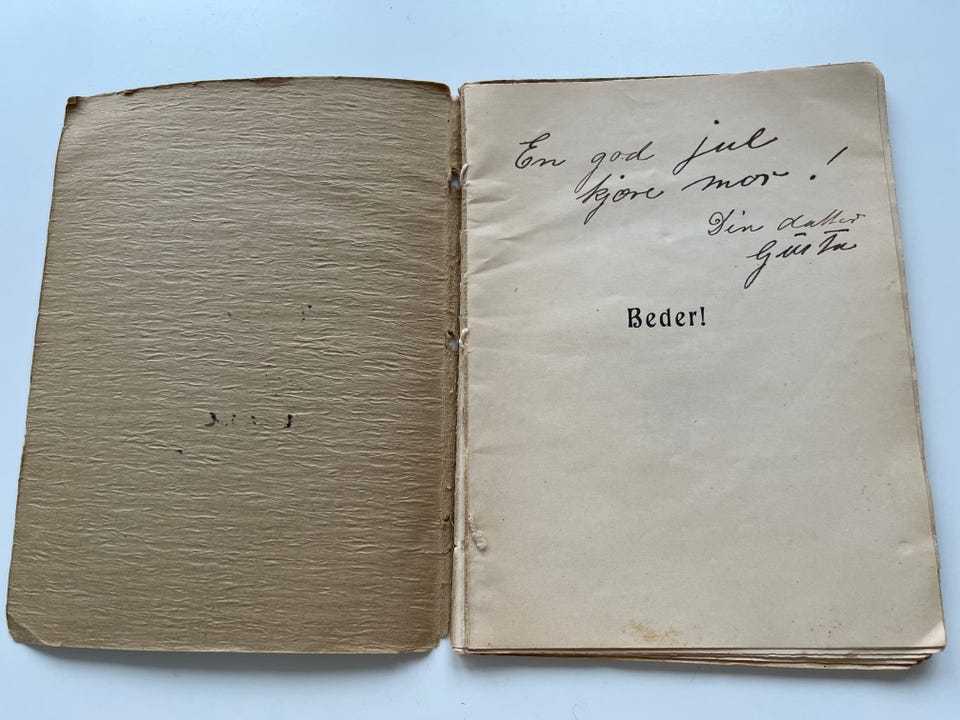 En god jul
kjære mor!
Din datter
Gusta
Beder!